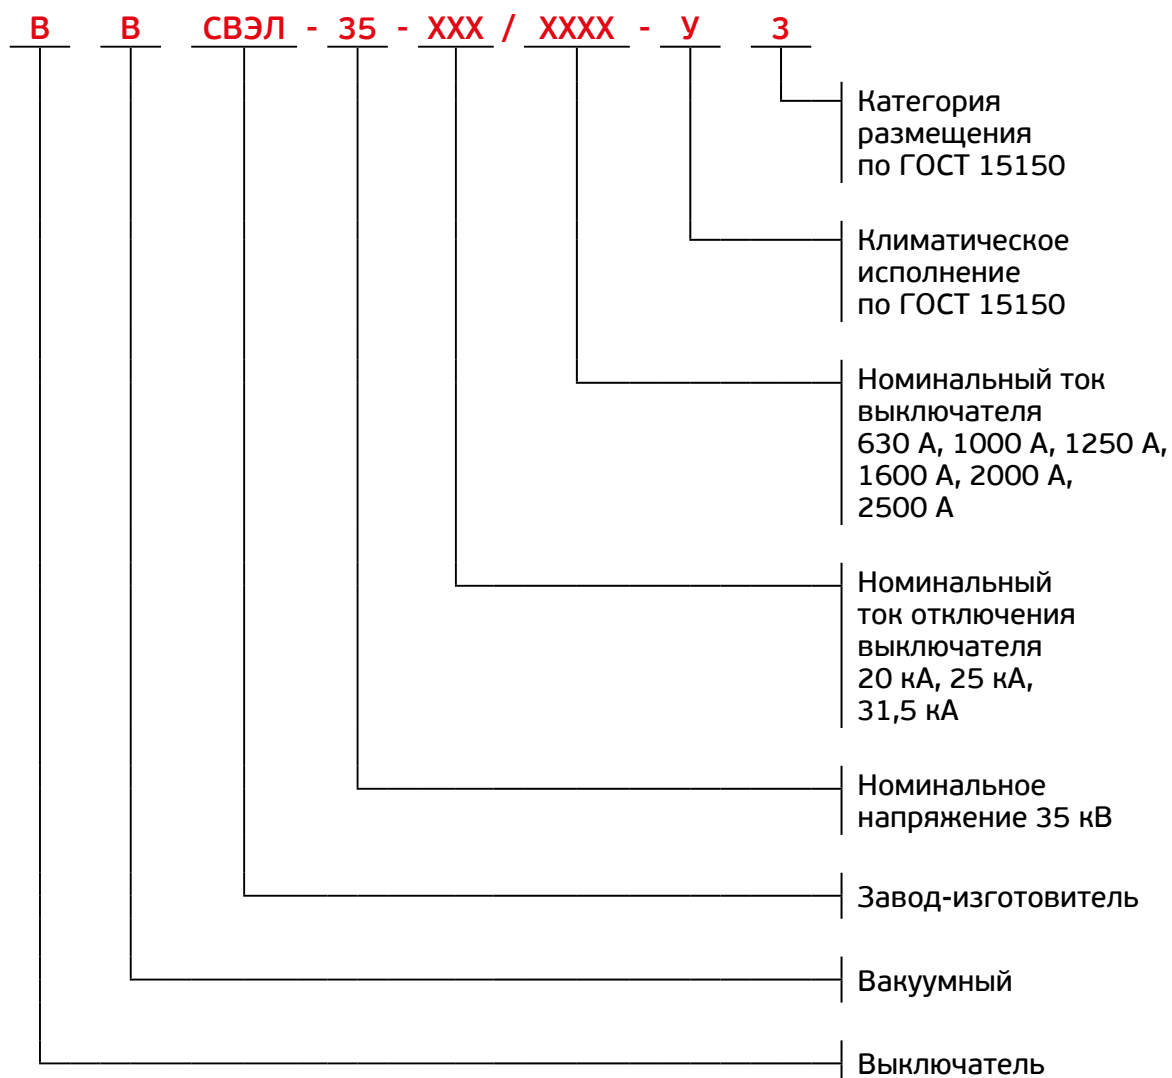 В В СВЭЛ - 35 - XXX / XXXX - У 3
Категория
размещения
по ГОСТ 15150
Климатическое
исполнение
по ГОСТ 15150
Номинальный ток
выключателя
630 А, 1000 А, 1250 А,
1600 А, 2000 А,
2500 А
Номинальный
ток отключения
выключателя
20 кА, 25 кА,
31,5 кА
Номинальное
напряжение 35 кВ
Завод-изготовитель
Вакуумный
Выключатель